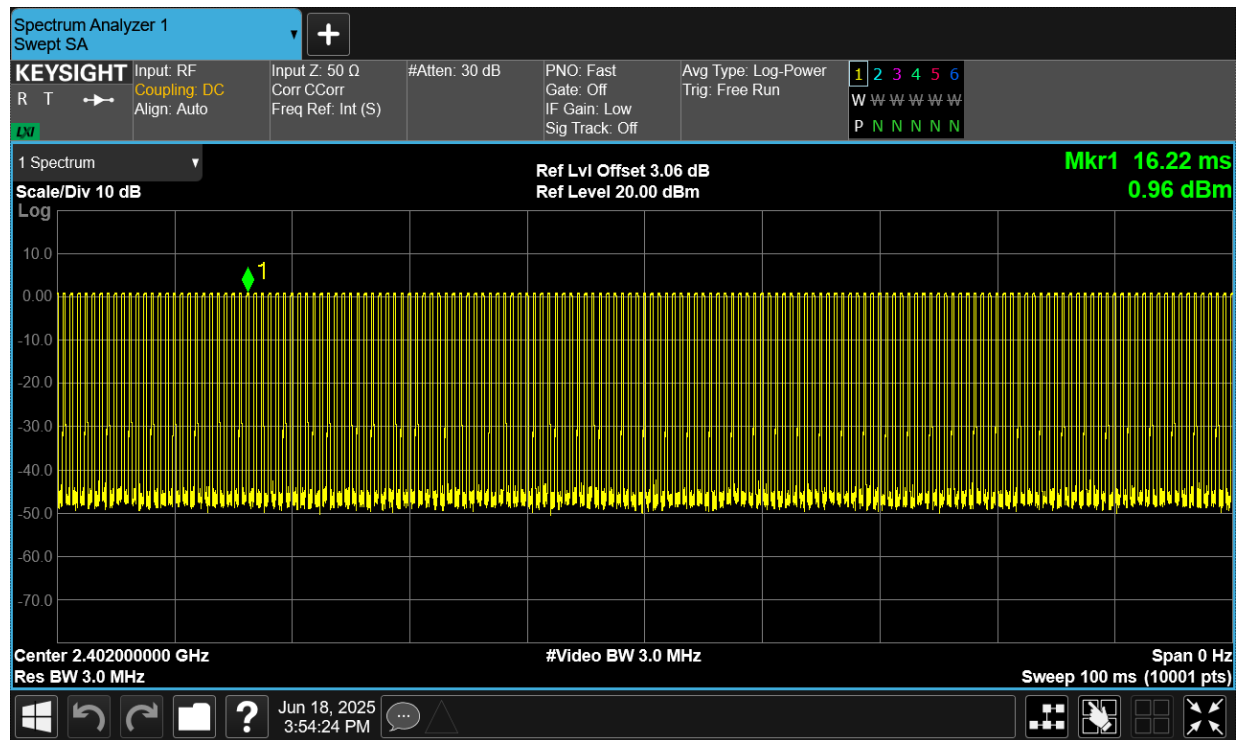 Spectrum Analyzer 1
Swept SA
+
KEYSIGHT
R T
LXI
Input: RF
Coupling: DC
Align: Auto
Input Z: 50 Ω
Corr CCorr
Freq Ref: Int (S)
#Atten: 30 dB
PNO: Fast
Gate: Off
IF Gain: Low
Sig Track: Off
Avg Type: Log-Power
Trig: Free Run
1 2 3 4 5 6
W W W W W W
P N N N N N
1 Spectrum
Scale/Div 10 dB
Log
Ref Lvl Offset 3.06 dB
Ref Level 20.00 dBm
Mkr1 16.22 ms
0.96 dBm
1
10.0
0.00
-10.0
-20.0
-30.0
-40.0
-50.0
-60.0
-70.0
Center 2.402000000 GHz
Res BW 3.0 MHz
#Video BW 3.0 MHz
Span 0 Hz
Sweep 100 ms (10001 pts)
?
Jun 18, 2025
3:54:24 PM